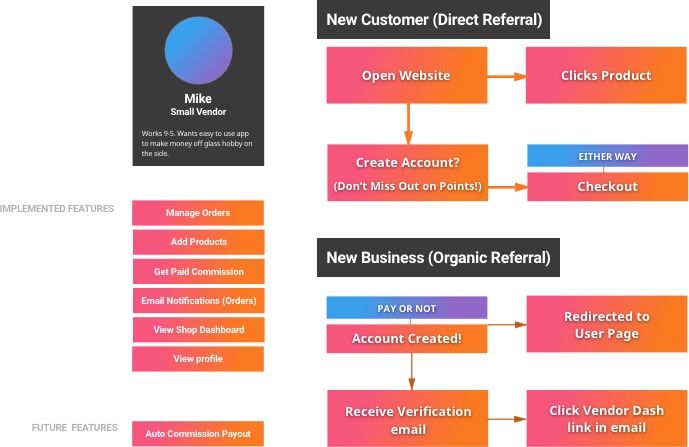 Mike
Small Vendor
Works 9-5. Wants easy to use app
to make money off glass hobby on
the side.
IMPLEMENTED FEATURES
Manage Orders
Add Products
Get Paid Commission
Email Notifications (Orders)
View Shop Dashboard
View profile
FUTURE FEATURES
Auto Commission Payout
New Customer (Direct Referral)
Open Website
Clicks Product
Create Account?
(Don't Miss Out on Points!)
EITHER WAY
Checkout
New Business (Organic Referral)
PAY OR NOT
Account Created!
Redirected to
User Page
Receive Verification
email
Click Vendor Dash
link in email